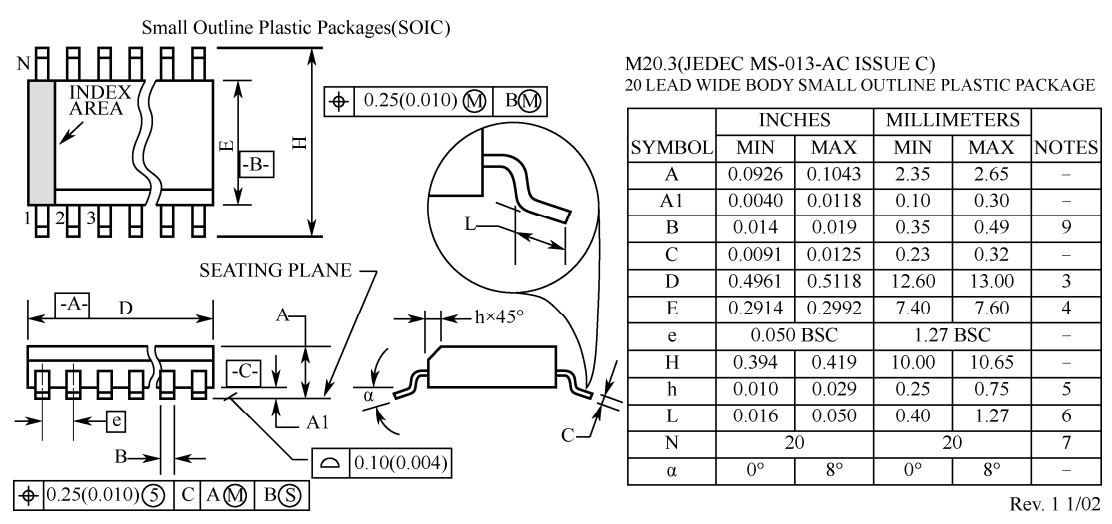 Small Outline Plastic Packages(SOIC)
N
INDEX
AREA
E
-B-
H
1 2 3
0.25(0.010) Ⓜ BⓂ
L
SEATING PLANE
-A-
D
A
h×45°
-C-
α
e
A1
C
B
0.10(0.004)
0.25(0.010)⑤ C AⓂ BⓈ
M20.3(JEDEC MS-013-AC ISSUE C)
20 LEAD WIDE BODY SMALL OUTLINE PLASTIC PACKAGE
INCHES MILLIMETERS
SYMBOL MIN MAX MIN MAX NOTES
A 0.0926 0.1043 2.35 2.65 –
A1 0.0040 0.0118 0.10 0.30 –
B 0.014 0.019 0.35 0.49 9
C 0.0091 0.0125 0.23 0.32 –
D 0.4961 0.5118 12.60 13.00 3
E 0.2914 0.2992 7.40 7.60 4
e 0.050 BSC 1.27 BSC –
H 0.394 0.419 10.00 10.65 –
h 0.010 0.029 0.25 0.75 5
L 0.016 0.050 0.40 1.27 6
N 20 20 7
α 0° 8° 0° 8° –
Rev. 1 1/02